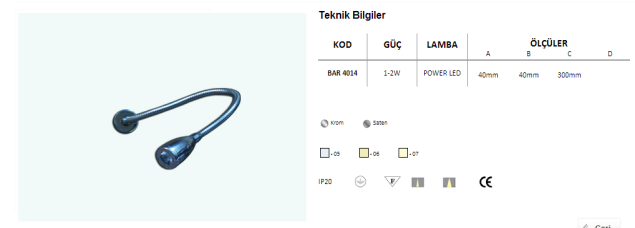 Teknik Bilgiler
KOD GÜÇ LAMBA ÖLÇÜLER
A B C D
BAR 4014 1-2W POWER LED 40mm 40mm 300mm
Krom Saten
- 05 - 06 - 07
IP20 F CE